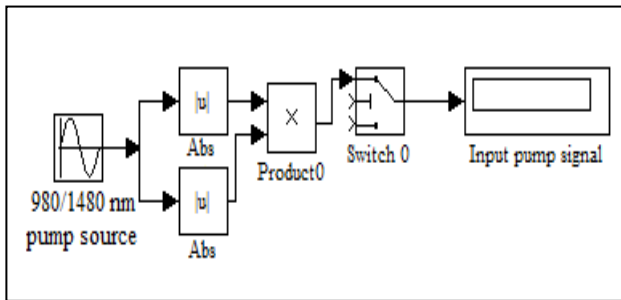 |u|
Abs
×
Product0
Switch 0
Input pump signal
980/1480 nm
pump source
|u|
Abs